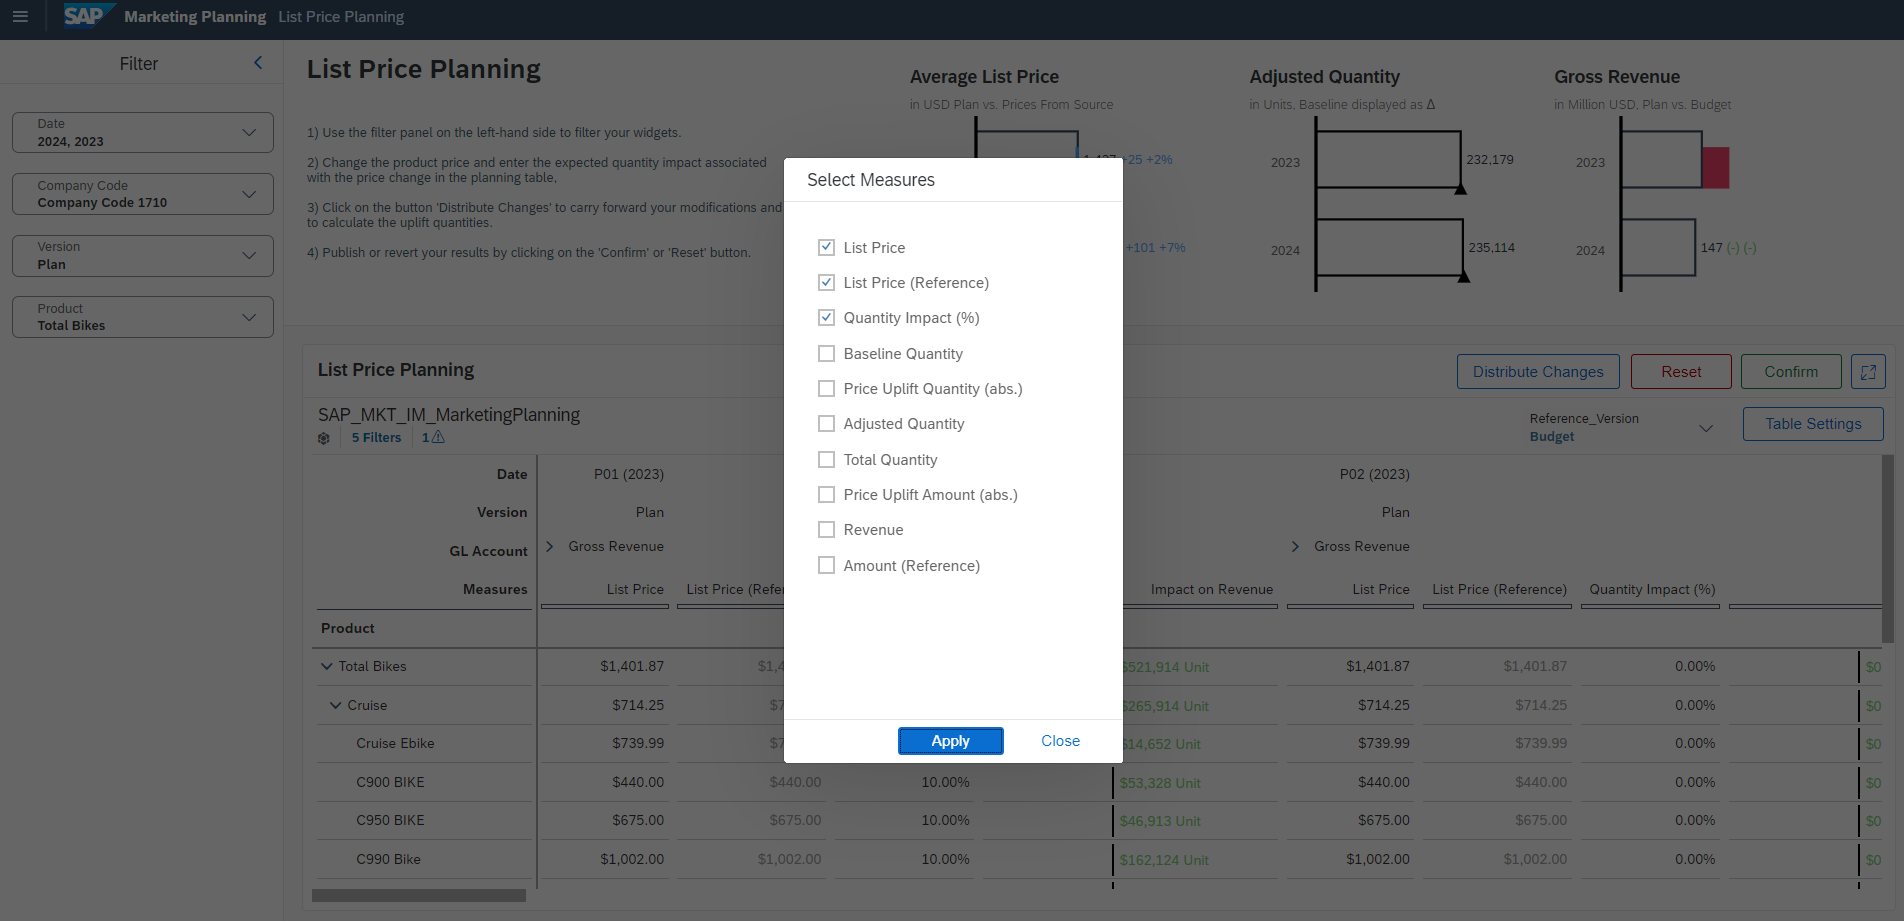 SAP Marketing Planning List Price Planning
Filter
Date
2024, 2023
Company Code
Company Code 1710
Version
Plan
Product
Total Bikes
List Price Planning
1) Use the filter panel on the left-hand side to filter your widgets.
2) Change the product price and enter the expected quantity impact associated
with the price change in the planning table,
3) Click on the button 'Distribute Changes' to carry forward your modifications and
to calculate the uplift quantities.
4) Publish or revert your results by clicking on the 'Confirm' or 'Reset' button.
Average List Price
in USD Plan vs. Prices From Source
+25 +2%
+101 +7%
Adjusted Quantity
in Units, Baseline displayed as Δ
2023 232,179
2024 235,114
Gross Revenue
in Million USD, Plan vs. Budget
2023
2024 147 (-) (-)
Select Measures
List Price
List Price (Reference)
Quantity Impact (%)
Baseline Quantity
Price Uplift Quantity (abs.)
Adjusted Quantity
Total Quantity
Price Uplift Amount (abs.)
Revenue
Amount (Reference)
Apply Close
List Price Planning
Distribute Changes Reset Confirm
SAP_MKT_IM_MarketingPlanning
5 Filters 1
Reference_Version
Budget
Table Settings
Date P01 (2023) P02 (2023)
Version Plan Plan
GL Account Gross Revenue Gross Revenue
Measures List Price List Price (Refe Impact on Revenue List Price List Price (Reference) Quantity Impact (%)
Product
Total Bikes $1,401.87 $1,4 $521,914 Unit $1,401.87 $1,401.87 0.00% $0
Cruise $714.25 $7 $265,914 Unit $714.25 $714.25 0.00% $0
Cruise Ebike $739.99 $7 $14,652 Unit $739.99 $739.99 0.00% $0
C900 BIKE $440.00 $440.00 10.00% $53,328 Unit $440.00 $440.00 0.00% $0
C950 BIKE $675.00 $675.00 10.00% $46,913 Unit $675.00 $675.00 0.00% $0
C990 Bike $1,002.00 $1,002.00 10.00% $162,124 Unit $1,002.00 $1,002.00 0.00% $0